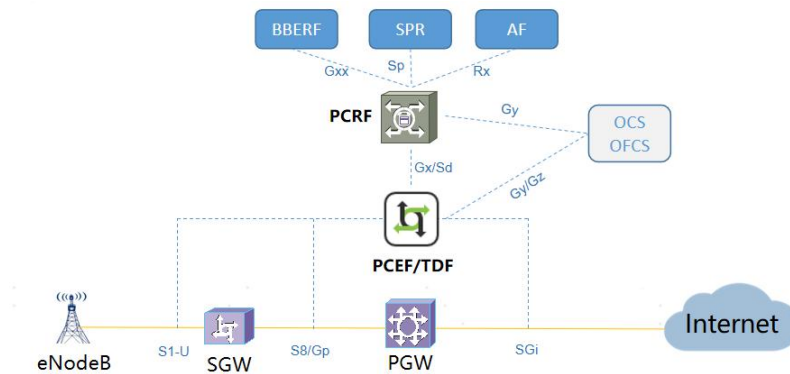 BBERF
SPR
AF
Gxx
Sp
Rx
PCRF
Gy
OCS
OFCS
Gx/Sd
Gy/Gz
PCEF/TDF
Internet
eNodeB
S1-U
SGW
S8/Gp
PGW
SGi